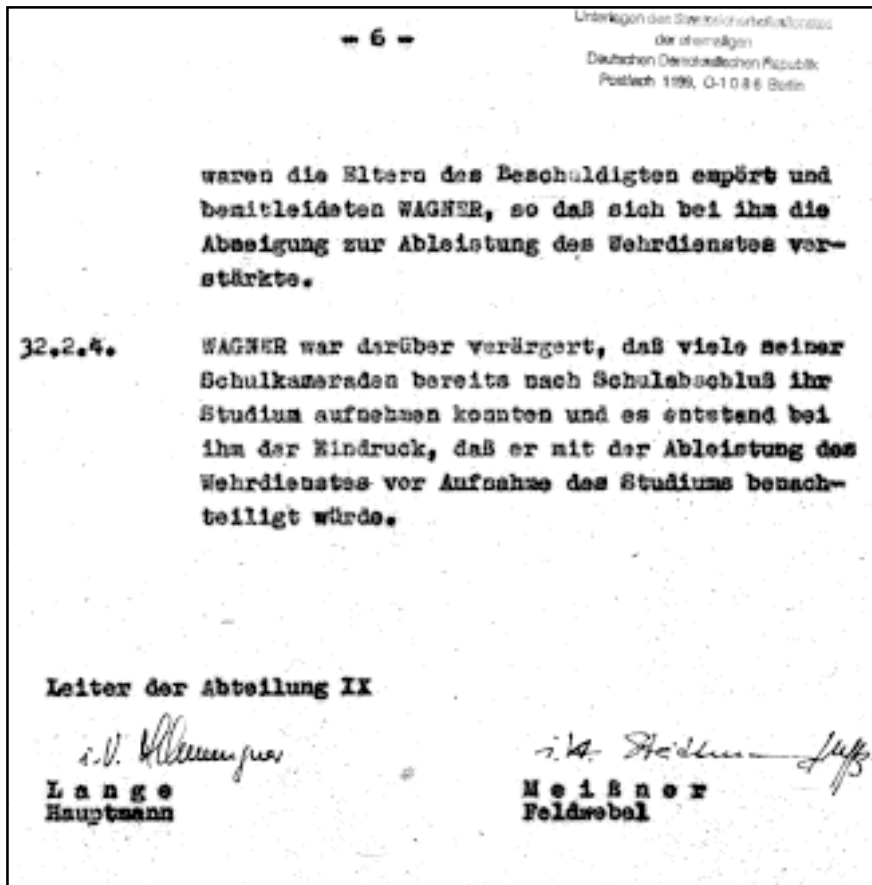 - 6 -
Unterlagen des Staatssicherheitsdienstes
der ehemaligen
Deutschen Demokratischen Republik
Postfach 1199, O-1086 Berlin
waren die Eltern des Beschuldigten empört und
bemitleideten WAGNER, so daß sich bei ihm die
Abneigung zur Ableistung des Wehrdienstes ver-
stärkte.
32.2.4. WAGNER war darüber verärgert, daß viele seiner
Schulkameraden bereits nach Schulabschluß ihr
Studium aufnehmen konnten und es entstand bei
ihm der Eindruck, daß er mit der Ableistung des
Wehrdienstes vor Aufnahme des Studiums benach-
teiligt würde.
Leiter der Abteilung IX
i.V.
i.A.
Lange
Hauptmann
Meißner
Feldwebel